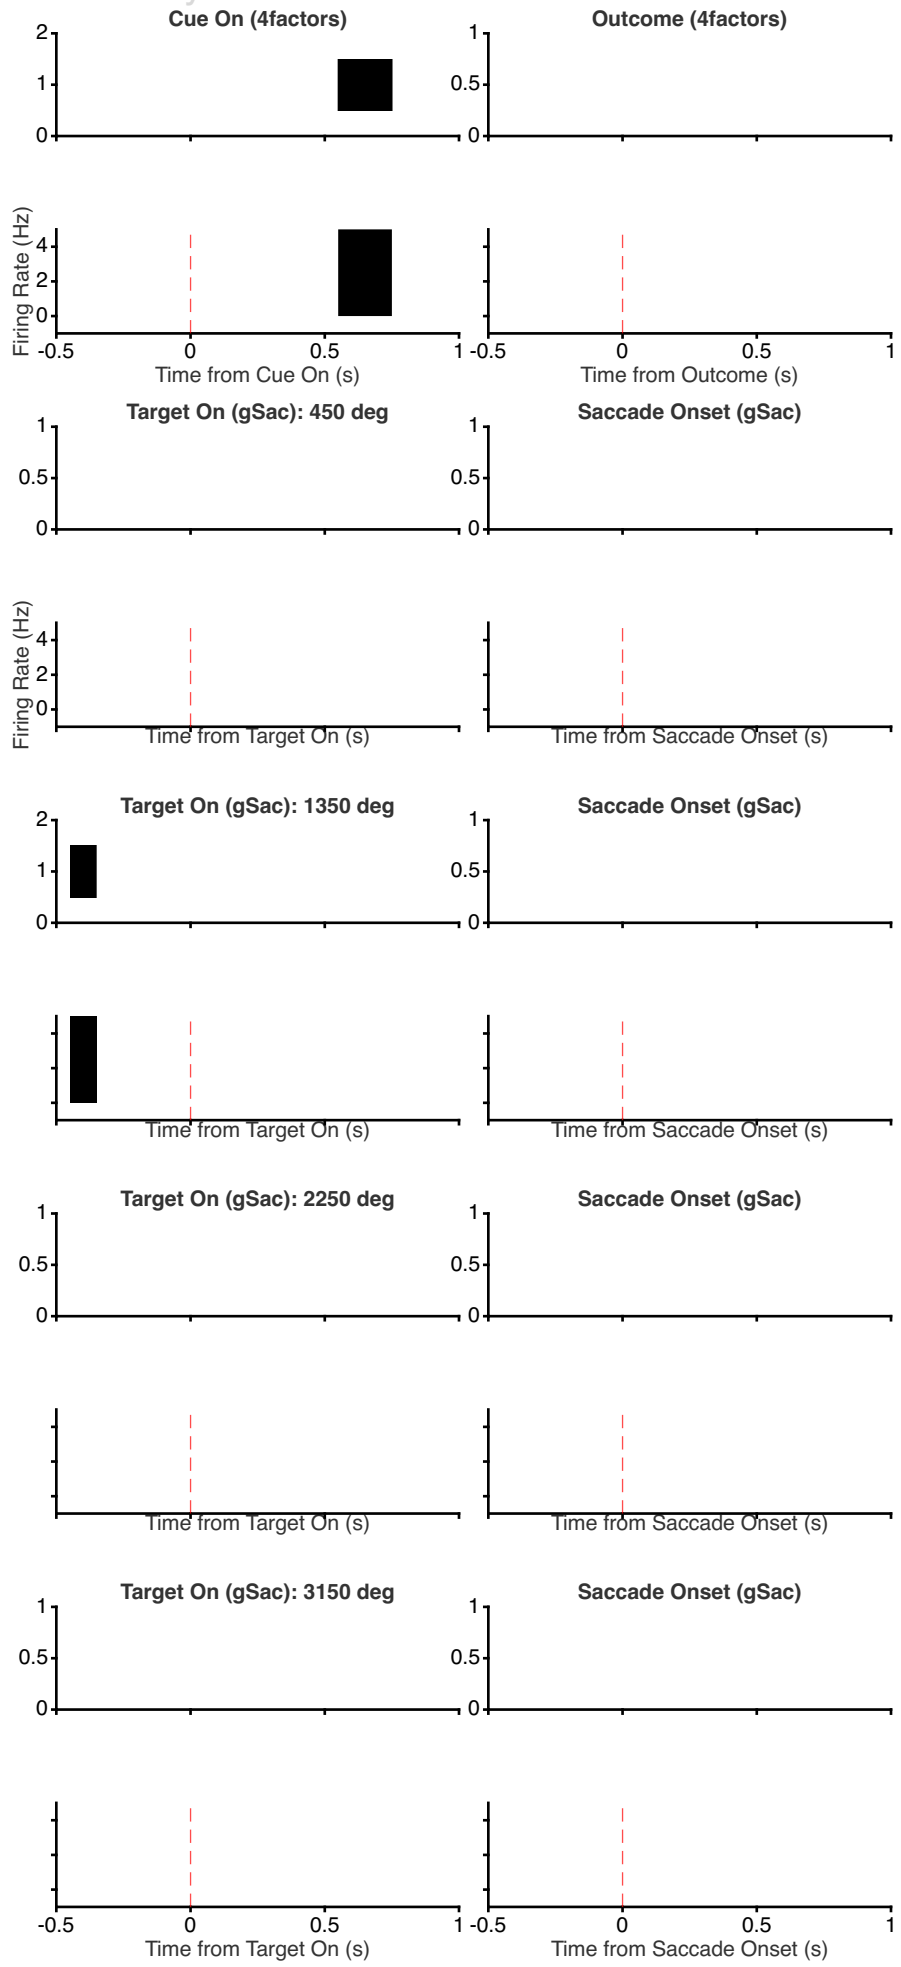 Cue On (4factors) Outcome (4factors)
2 1
1 0.5
0 0
Firing Rate (Hz)
4
2
0
-0.5 0 0.5 1 -0.5 0 0.5 1
Time from Cue On (s) Time from Outcome (s)
Target On (gSac): 450 deg Saccade Onset (gSac)
1 1
0.5 0.5
0 0
Firing Rate (Hz)
4
2
0
Time from Target On (s) Time from Saccade Onset (s)
Target On (gSac): 1350 deg Saccade Onset (gSac)
2 1
1 0.5
0 0
Time from Target On (s) Time from Saccade Onset (s)
Target On (gSac): 2250 deg Saccade Onset (gSac)
1 1
0.5 0.5
0 0
Time from Target On (s) Time from Saccade Onset (s)
Target On (gSac): 3150 deg Saccade Onset (gSac)
1 1
0.5 0.5
0 0
-0.5 0 0.5 1 -0.5 0 0.5 1
Time from Target On (s) Time from Saccade Onset (s)